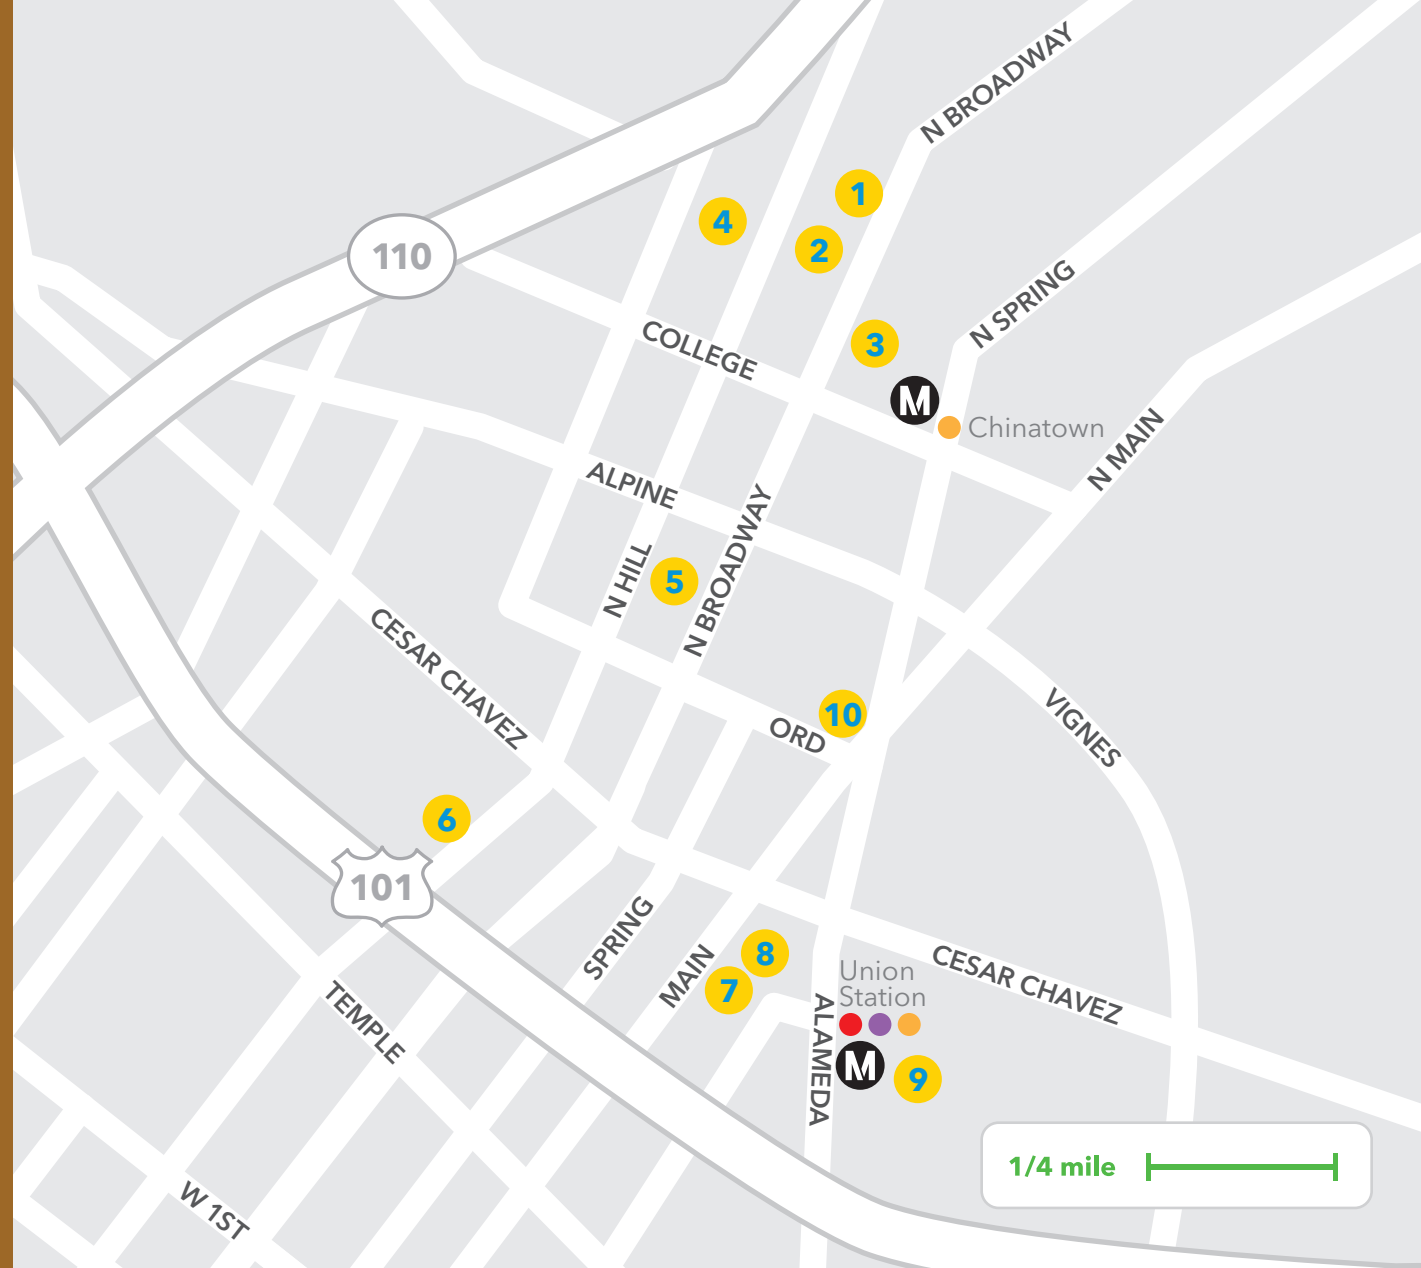 N BROADWAY
1
4
2
110
N SPRING
3
COLLEGE
M
Chinatown
N MAIN
ALPINE
N HILL
5
N BROADWAY
CESAR CHAVEZ
10
ORD
VIGNES
6
101
SPRING
MAIN
8
7
Union
Station
CESAR CHAVEZ
ALAMEDA
M
9
TEMPLE
1/4 mile
W 1ST